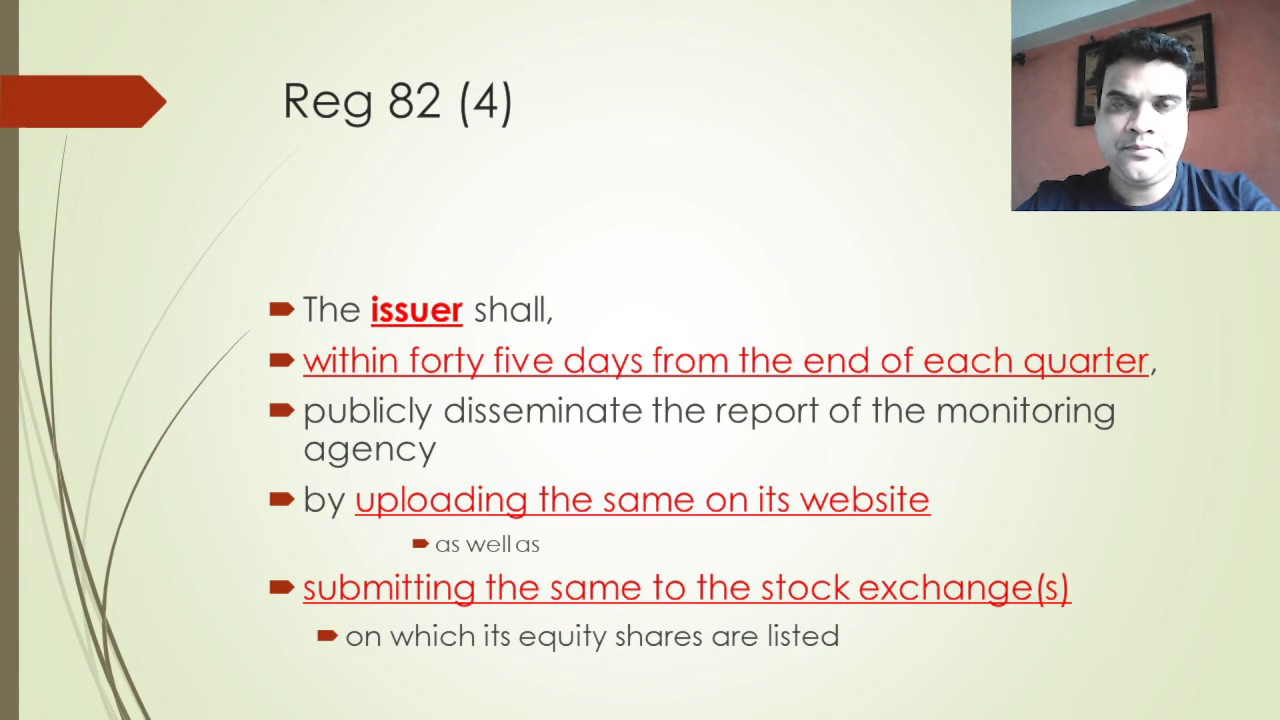 Reg 82 (4)
The issuer shall,
within forty five days from the end of each quarter,
publicly disseminate the report of the monitoring
agency
by uploading the same on its website
as well as
submitting the same to the stock exchange(s)
on which its equity shares are listed